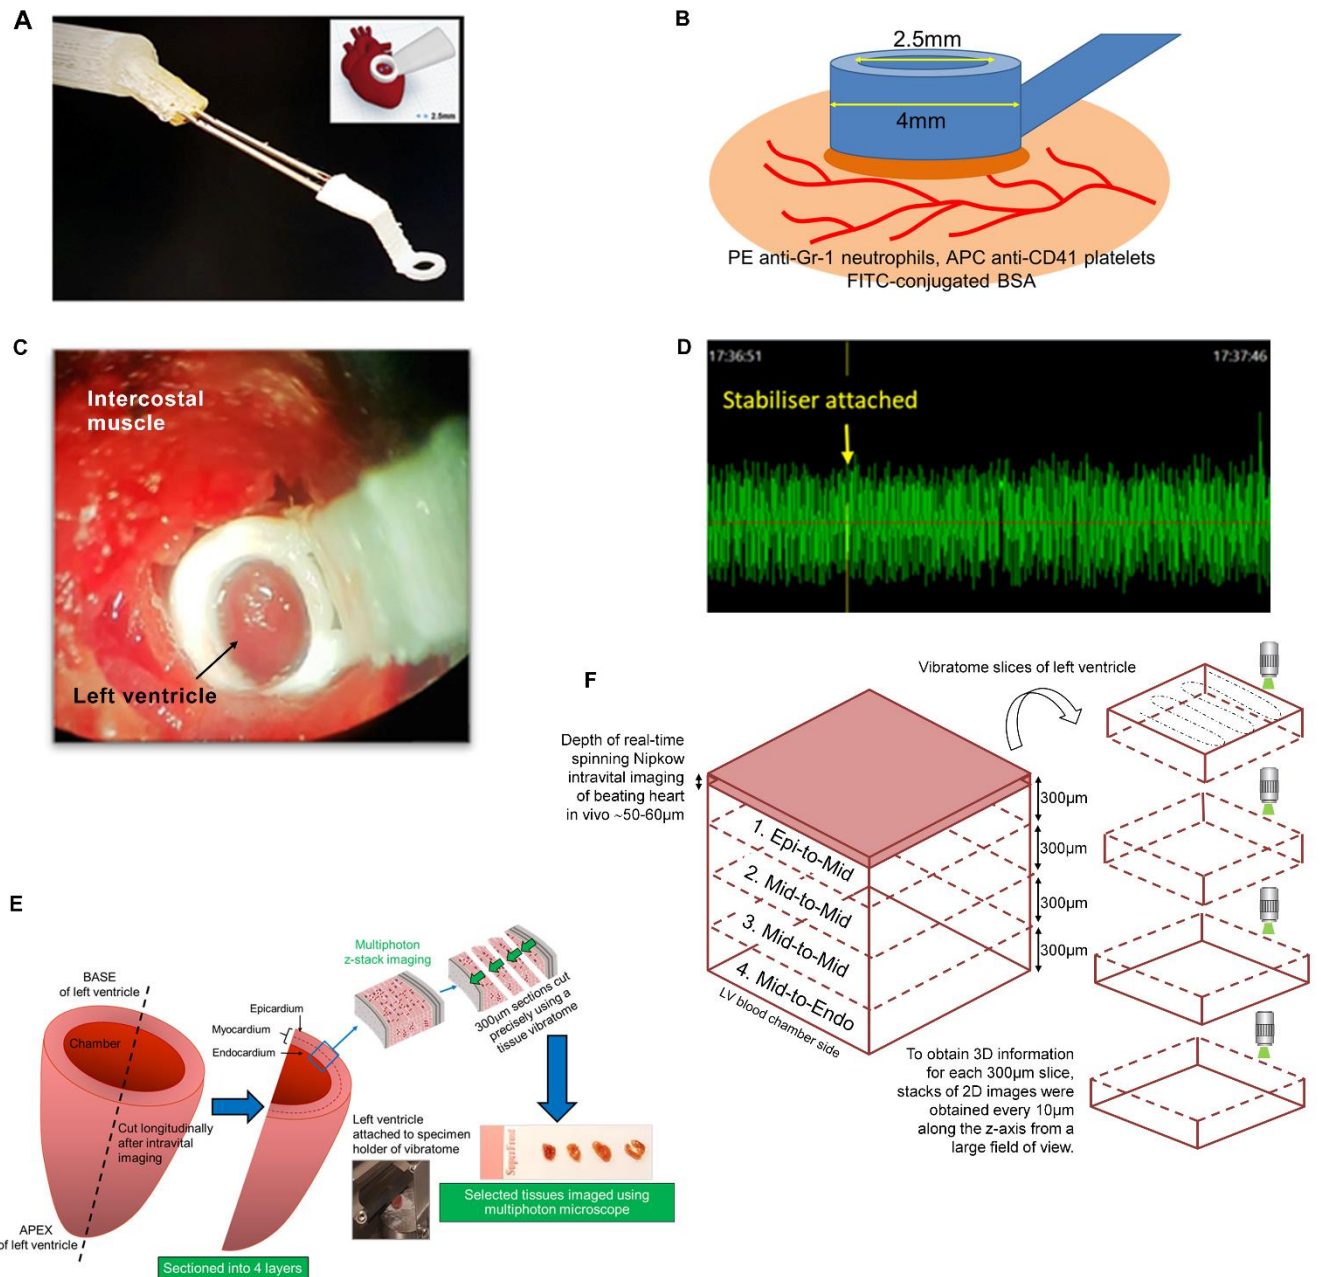 A
2.5mm
B
2.5mm
4mm
PE anti-Gr-1 neutrophils, APC anti-CD41 platelets
FITC-conjugated BSA
C
Intercostal
muscle
Left ventricle
D
17:36:51
17:37:46
Stabiliser attached
E
BASE
of left ventricle
Chamber
Cut longitudinally
after intravital
imaging
APEX
of left ventricle
Epicardium
Myocardium
Endocardium
Sectioned into 4 layers
Multiphoton
z-stack imaging
300µm sections cut
precisely using a
tissue vibratome
Left ventricle
attached to specimen
holder of vibratome
SuperFrost
Selected tissues imaged using
multiphoton microscope
F
Vibratome slices of left ventricle
Depth of real-time
spinning Nipkow
intravital imaging
of beating heart
in vivo ~50-60µm
300µm
300µm
300µm
300µm
1. Epi-to-Mid
2. Mid-to-Mid
3. Mid-to-Mid
4. Mid-to-Endo
LV blood chamber side
To obtain 3D information
for each 300µm slice,
stacks of 2D images were
obtained every 10µm
along the z-axis from a
large field of view.